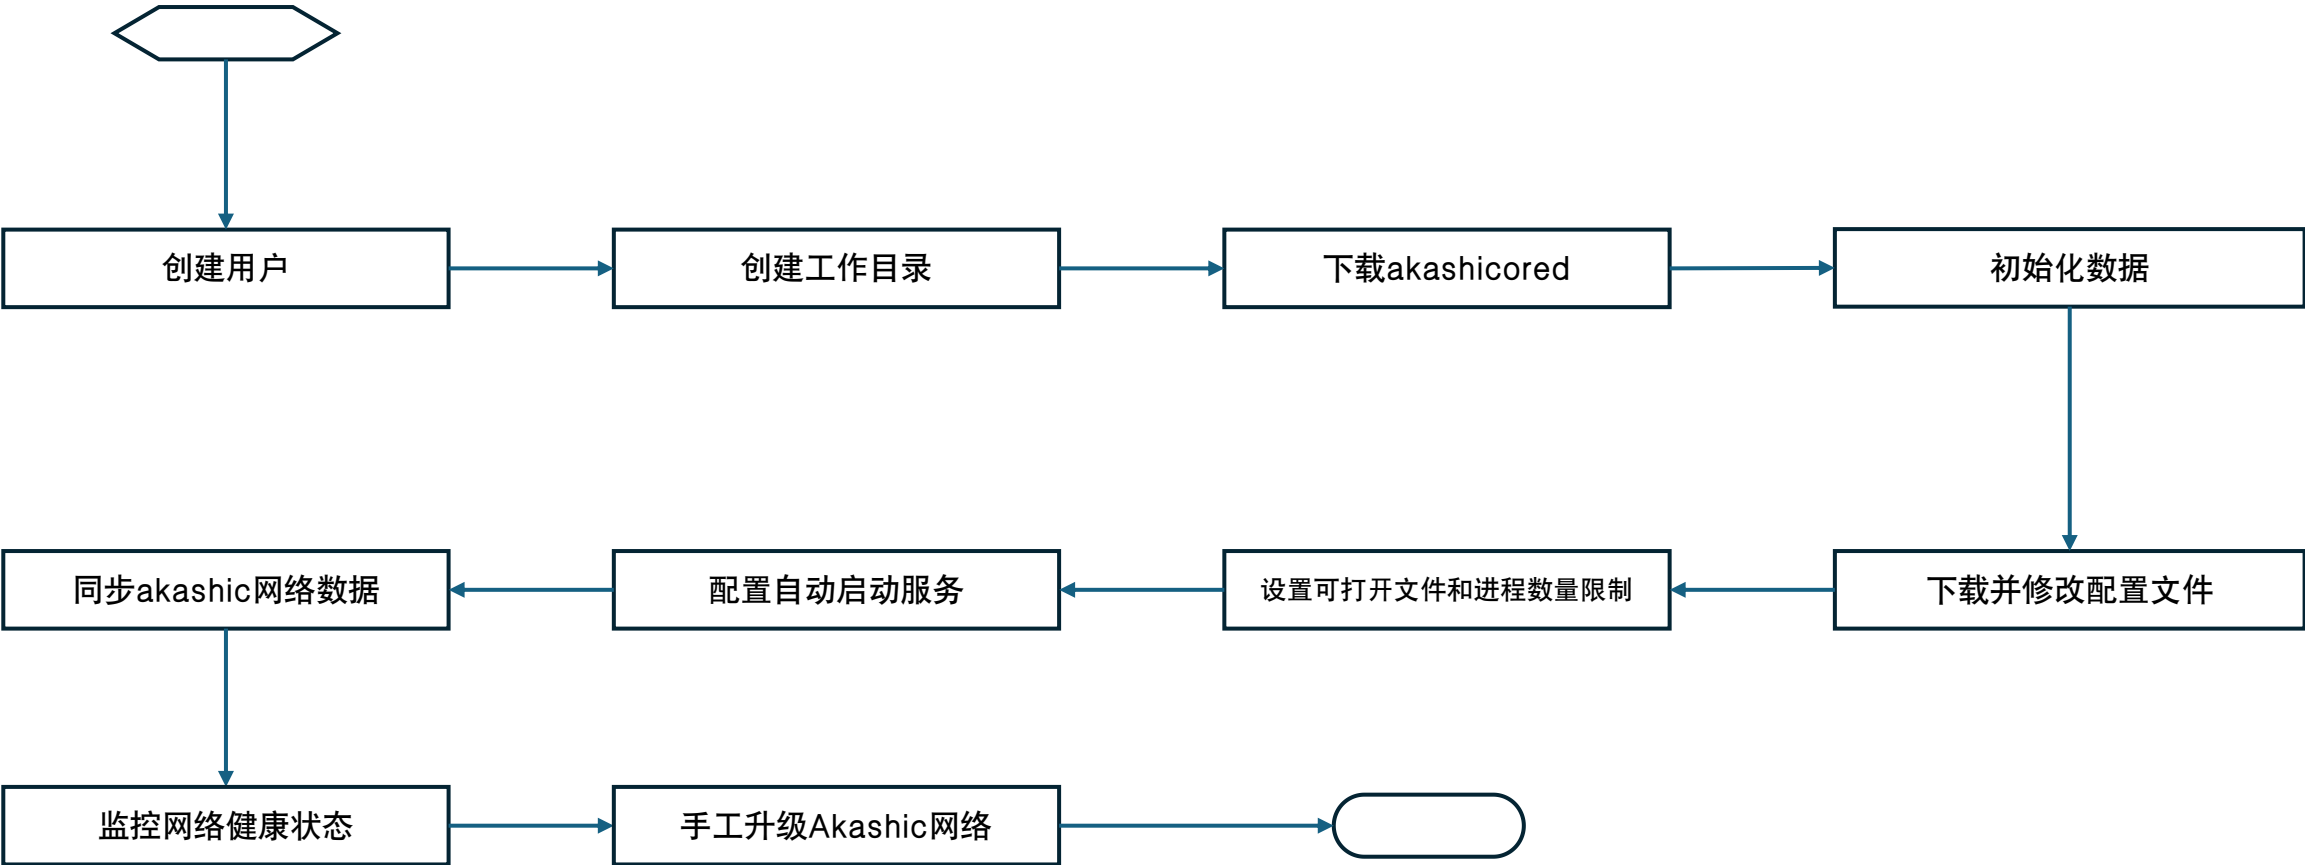 创建用户
创建工作目录
下载akashicored
初始化数据
下载并修改配置文件
设置可打开文件和进程数量限制
配置自动启动服务
同步akashic网络数据
监控网络健康状态
手工升级Akashic网络